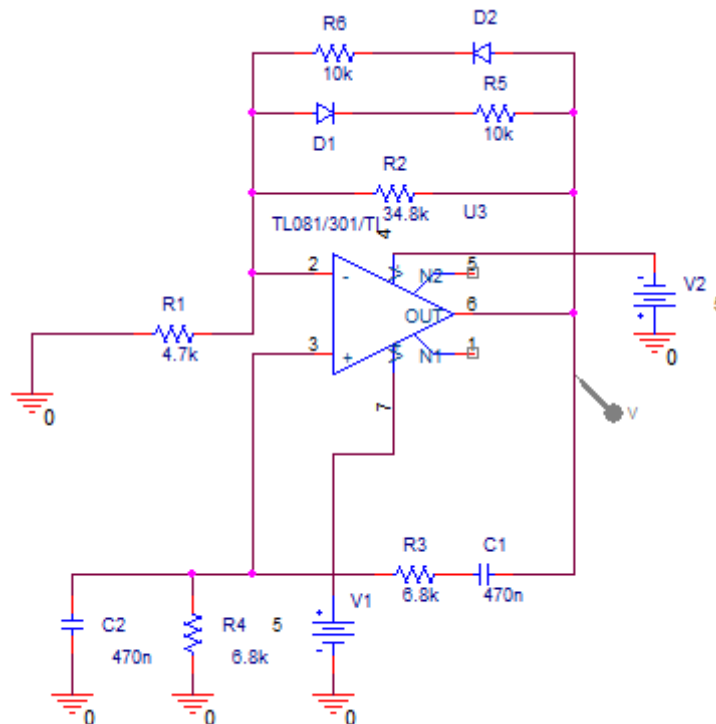 R6
D2
10k
R5
D1
10k
R2
34.8k
U3
TL081/301/TL
4
2
-
N2
5
V2
5
-
+
0
R1
4.7k
OUT
6
3
+
N1
1
7
0
V
R3
C1
6.8k
470n
V1
C2
R4
5
470n
6.8k
+
-
0
0
0